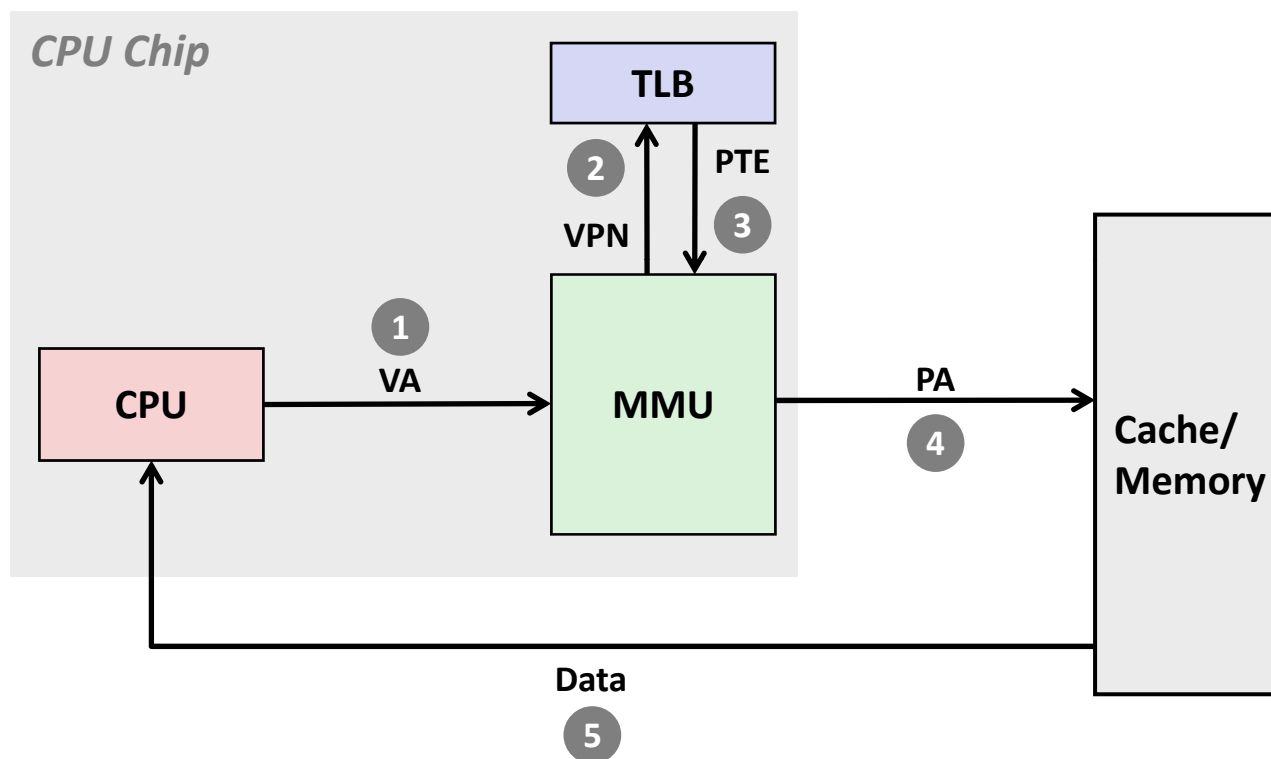 CPU Chip
TLB
2
PTE
VPN
3
1
VA
CPU
MMU
PA
4
Cache/
Memory
Data
5